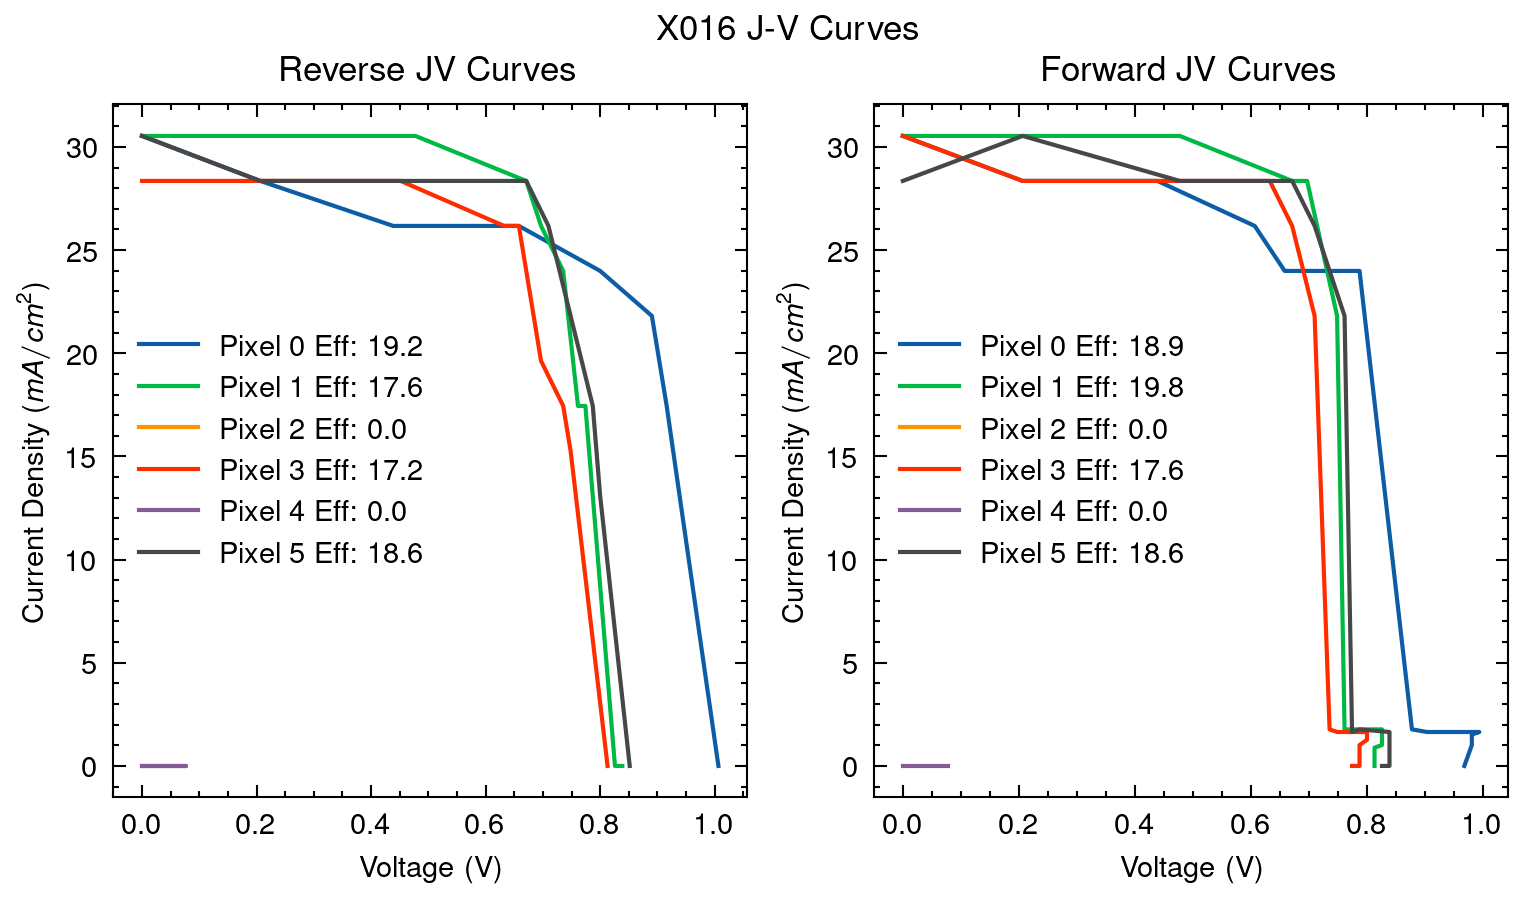 X016 J-V Curves
Reverse JV Curves
Current Density (mA/cm²)
30
25
20
15
10
5
0
Pixel 0 Eff: 19.2
Pixel 1 Eff: 17.6
Pixel 2 Eff: 0.0
Pixel 3 Eff: 17.2
Pixel 4 Eff: 0.0
Pixel 5 Eff: 18.6
0.0 0.2 0.4 0.6 0.8 1.0
Voltage (V)
Forward JV Curves
Current Density (mA/cm²)
30
25
20
15
10
5
0
Pixel 0 Eff: 18.9
Pixel 1 Eff: 19.8
Pixel 2 Eff: 0.0
Pixel 3 Eff: 17.6
Pixel 4 Eff: 0.0
Pixel 5 Eff: 18.6
0.0 0.2 0.4 0.6 0.8 1.0
Voltage (V)